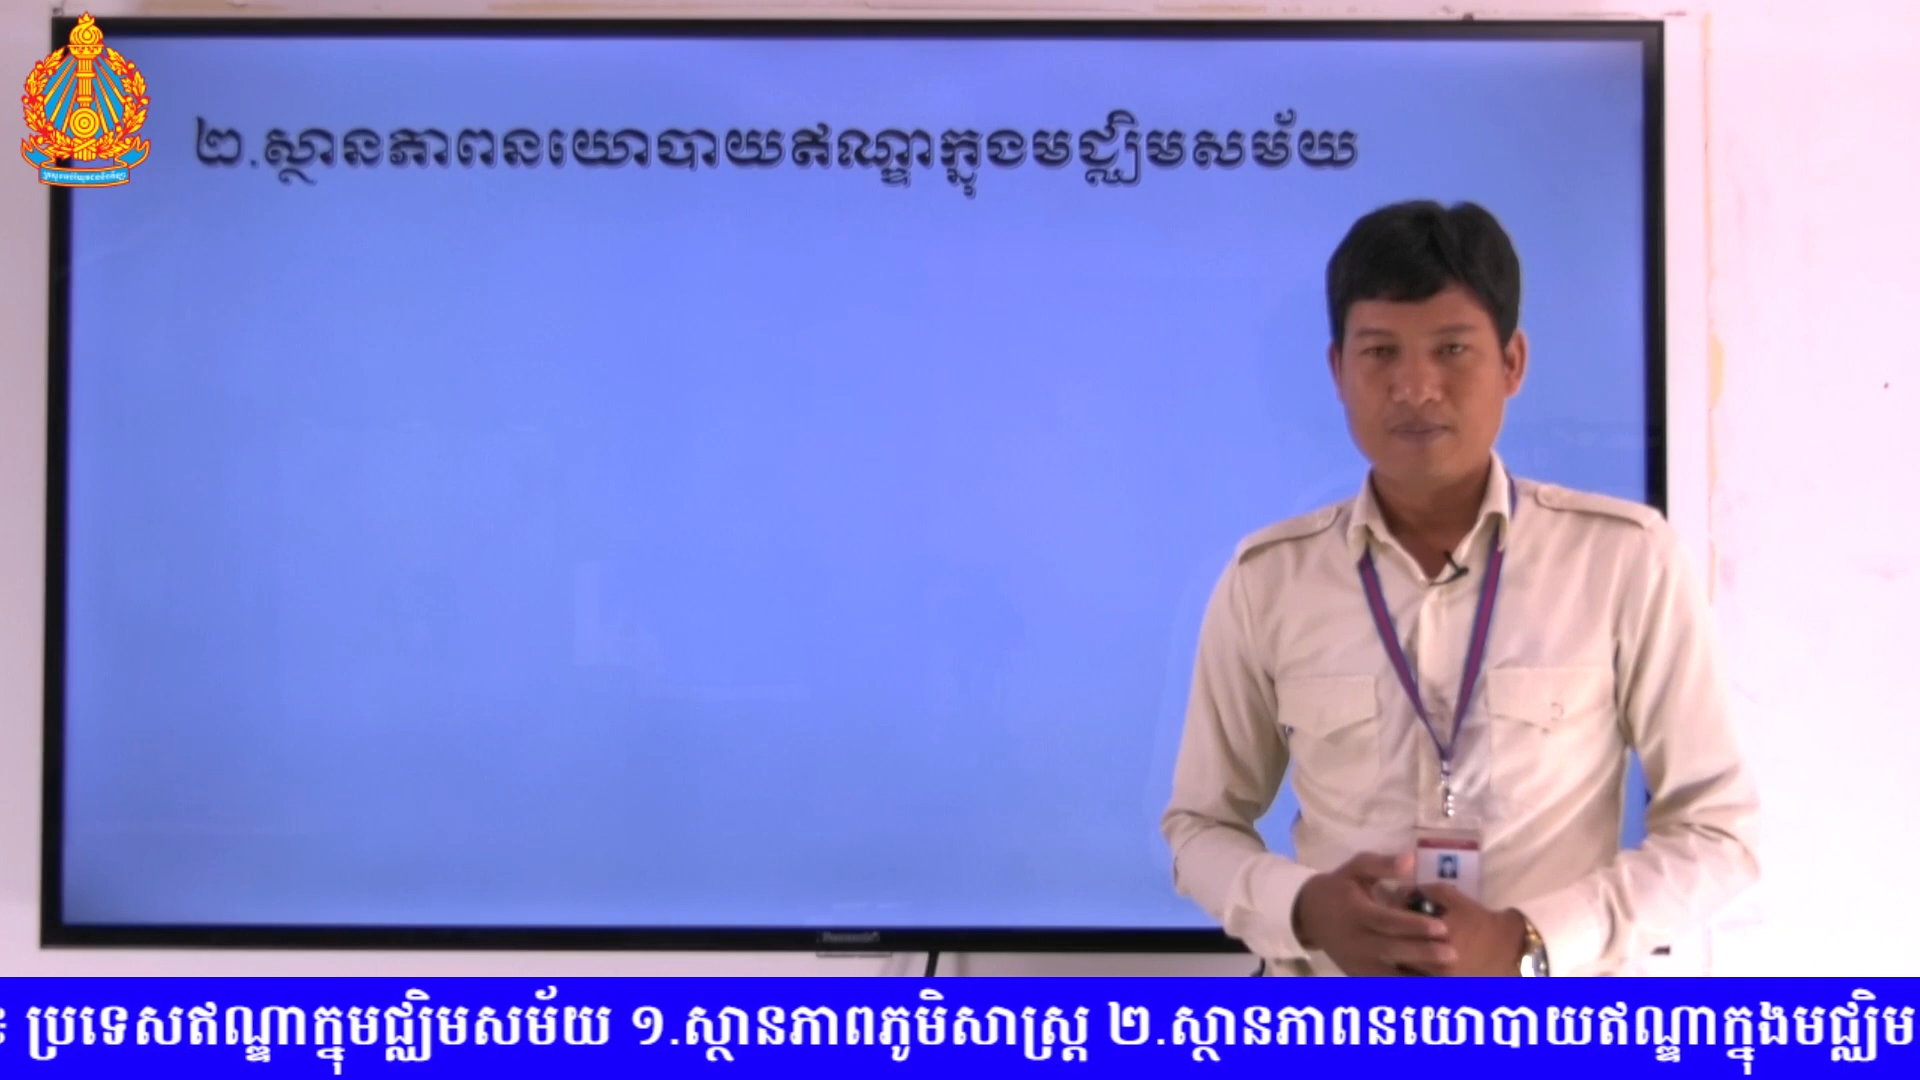 ២.ស្ថានភាពនយោបាយឥណ្ឌាក្នុងមជ្ឈិមសម័យ
ប្រទេសឥណ្ឌាក្នុមជ្ឈិមសម័យ ១.ស្ថានភាពភូមិសាស្ត្រ ២.ស្ថានភាពនយោបាយឥណ្ឌាក្នុងមជ្ឈិម